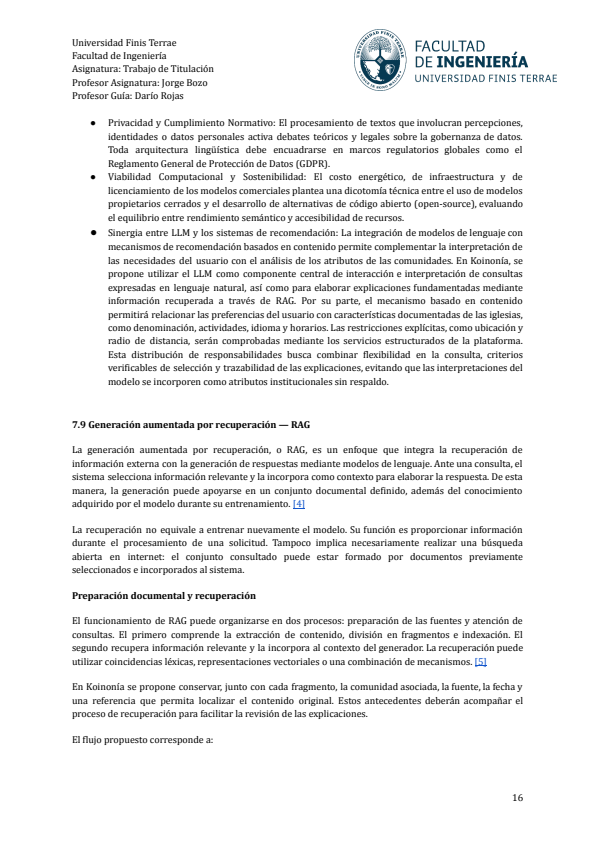 Universidad Finis Terrae
Facultad de Ingeniería
Asignatura: Trabajo de Titulación
Profesor Asignatura: Jorge Bozo
Profesor Guía: Darío Rojas
FACULTAD
DE INGENIERÍA
UNIVERSIDAD FINIS TERRAE
● Privacidad y Cumplimiento Normativo: El procesamiento de textos que involucran percepciones,
identidades o datos personales activa debates teóricos y legales sobre la gobernanza de datos.
Toda arquitectura lingüística debe encuadrarse en marcos regulatorios globales como el
Reglamento General de Protección de Datos (GDPR).
● Viabilidad Computacional y Sostenibilidad: El costo energético, de infraestructura y de
licenciamiento de los modelos comerciales plantea una dicotomía técnica entre el uso de modelos
propietarios cerrados y el desarrollo de alternativas de código abierto (open-source), evaluando
el equilibrio entre rendimiento semántico y accesibilidad de recursos.
● Sinergia entre LLM y los sistemas de recomendación: La integración de modelos de lenguaje con
mecanismos de recomendación basados en contenido permite complementar la interpretación de
las necesidades del usuario con el análisis de los atributos de las comunidades. En Koinonía, se
propone utilizar el LLM como componente central de interacción e interpretación de consultas
expresadas en lenguaje natural, así como para elaborar explicaciones fundamentadas mediante
información recuperada a través de RAG. Por su parte, el mecanismo basado en contenido
permitirá relacionar las preferencias del usuario con características documentadas de las iglesias,
como denominación, actividades, idioma y horarios. Las restricciones explícitas, como ubicación y
radio de distancia, serán comprobadas mediante los servicios estructurados de la plataforma.
Esta distribución de responsabilidades busca combinar flexibilidad en la consulta, criterios
verificables de selección y trazabilidad de las explicaciones, evitando que las interpretaciones del
modelo se incorporen como atributos institucionales sin respaldo.
7.9 Generación aumentada por recuperación — RAG
La generación aumentada por recuperación, o RAG, es un enfoque que integra la recuperación de
información externa con la generación de respuestas mediante modelos de lenguaje. Ante una consulta, el
sistema selecciona información relevante y la incorpora como contexto para elaborar la respuesta. De esta
manera, la generación puede apoyarse en un conjunto documental definido, además del conocimiento
adquirido por el modelo durante su entrenamiento. [4]
La recuperación no equivale a entrenar nuevamente el modelo. Su función es proporcionar información
durante el procesamiento de una solicitud. Tampoco implica necesariamente realizar una búsqueda
abierta en internet: el conjunto consultado puede estar formado por documentos previamente
seleccionados e incorporados al sistema.
Preparación documental y recuperación
El funcionamiento de RAG puede organizarse en dos procesos: preparación de las fuentes y atención de
consultas. El primero comprende la extracción de contenido, división en fragmentos e indexación. El
segundo recupera información relevante y la incorpora al contexto del generador. La recuperación puede
utilizar coincidencias léxicas, representaciones vectoriales o una combinación de mecanismos. [5]
En Koinonía se propone conservar, junto con cada fragmento, la comunidad asociada, la fuente, la fecha y
una referencia que permita localizar el contenido original. Estos antecedentes deberán acompañar el
proceso de recuperación para facilitar la revisión de las explicaciones.
El flujo propuesto corresponde a:
16